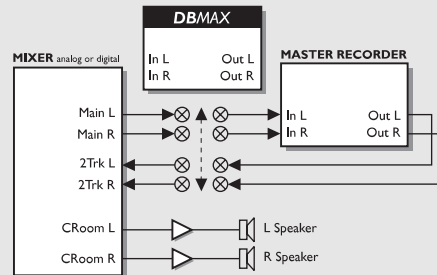 DBMAX
In L Out L
In R Out R
MIXER analog or digital
MASTER RECORDER
Main L
Main R
2Trk L
2Trk R
CRoom L
CRoom R
In L Out L
In R Out R
L Speaker
R Speaker